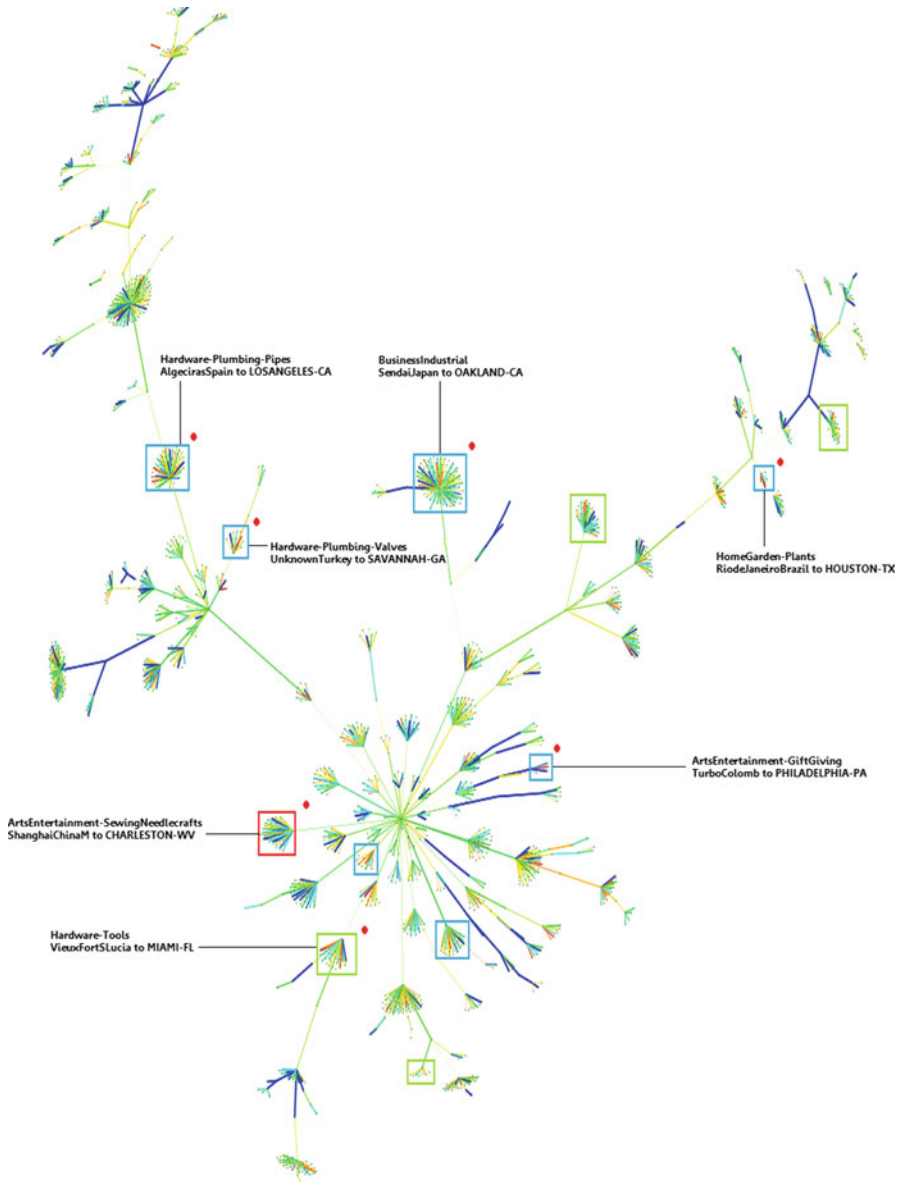 Hardware-Plumbing-Pipes
AlgecirasSpain to LOSANGELES-CA
BusinessIndustrial
SendaiJapan to OAKLAND-CA
Hardware-Plumbing-Valves
UnknownTurkey to SAVANNAH-GA
HomeGarden-Plants
RiodeJaneiroBrazil to HOUSTON-TX
ArtsEntertainment-GiftGiving
TurboColomb to PHILADELPHIA-PA
ArtsEntertainment-SewingNeedlecrafts
ShanghaiChinaM to CHARLESTON-WV
Hardware-Tools
VieuxFortSLucia to MIAMI-FL